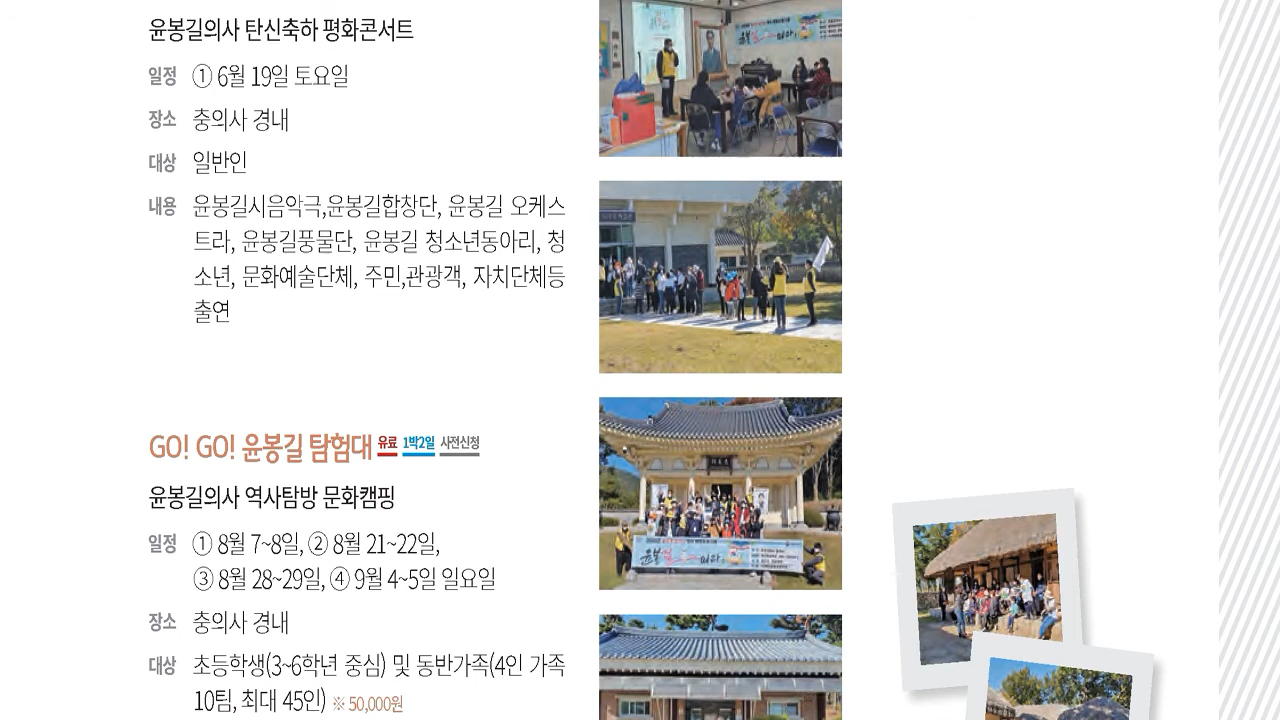 윤봉길의사 탄신축하 평화콘서트
일정 ① 6월 19일 토요일
장소 충의사 경내
대상 일반인
내용 윤봉길시음악극,윤봉길합창단, 윤봉길 오케스
트라, 윤봉길풍물단, 윤봉길 청소년동아리, 청
소년, 문화예술단체, 주민,관광객, 자치단체등
출연
GO! GO! 윤봉길 탐험대 유료 1박2일 사전신청
윤봉길의사 역사탐방 문화캠핑
일정 ① 8월 7~8일, ② 8월 21~22일,
③ 8월 28~29일, ④ 9월 4~5일 일요일
장소 충의사 경내
대상 초등학생(3~6학년 중심) 및 동반가족(4인 가족
10팀, 최대 45인) ※ 50,000원